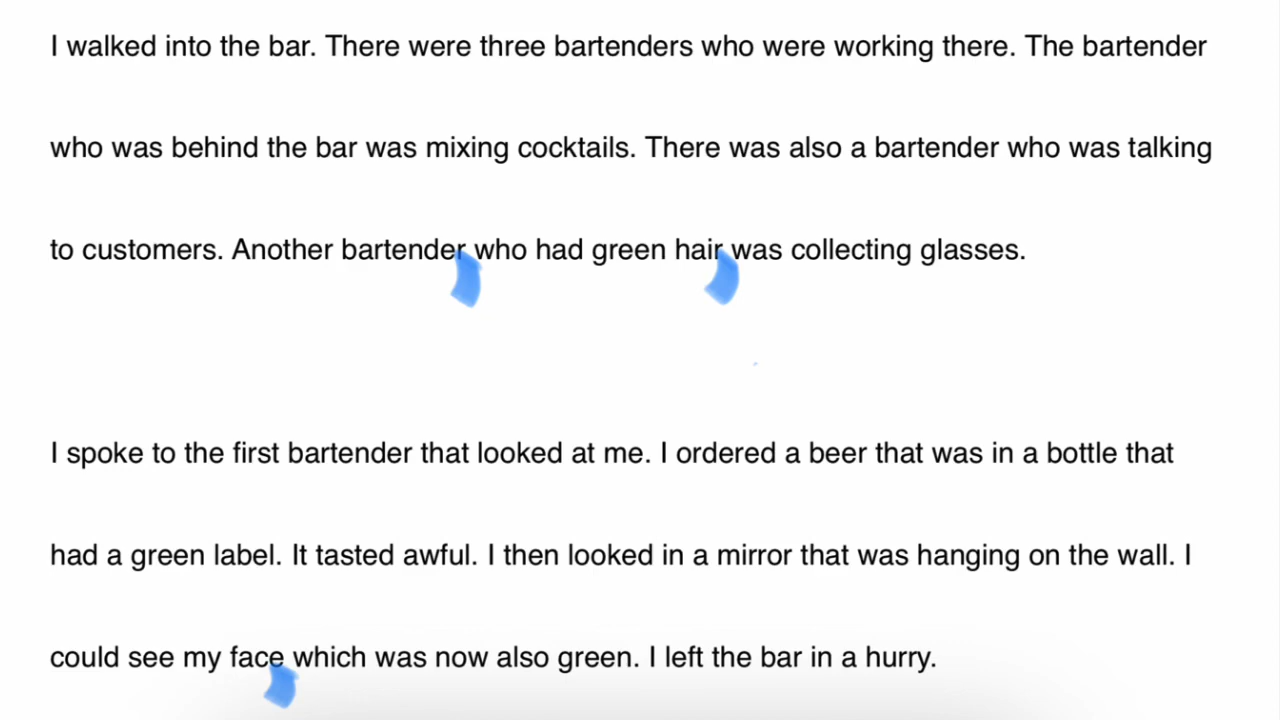 I walked into the bar. There were three bartenders who were working there. The bartender
who was behind the bar was mixing cocktails. There was also a bartender who was talking
to customers. Another bartender, who had green hair, was collecting glasses.
I spoke to the first bartender that looked at me. I ordered a beer that was in a bottle that
had a green label. It tasted awful. I then looked in a mirror that was hanging on the wall. I
could see my face, which was now also green. I left the bar in a hurry.